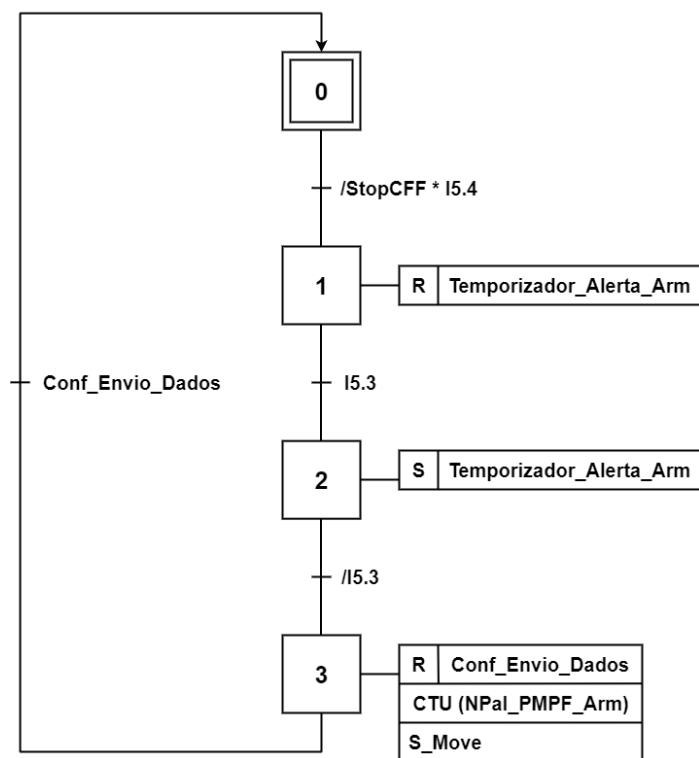 0
/StopCFF * I5.4
1
R Temporizador_Alerta_Arm
Conf_Envio_Dados
I5.3
2
S Temporizador_Alerta_Arm
/I5.3
3
R Conf_Envio_Dados
CTU (NPal_PMPF_Arm)
S_Move